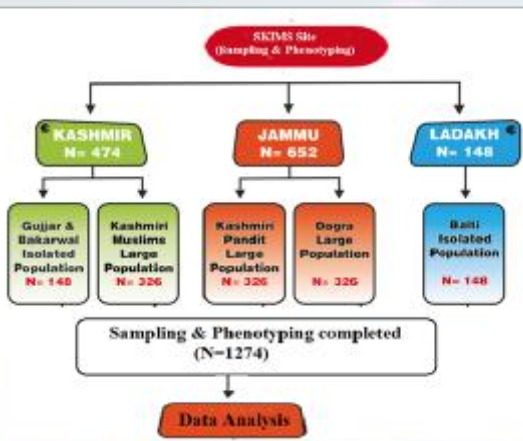 SKIMS Site
(Sampling & Phenotyping)
KASHMIR
N= 474
JAMMU
N= 652
LADAKH
N= 148
Gujjar &
Bakarwal
Isolated
Population
N= 148
Kashmiri
Muslims
Large
Population
N= 326
Kashmiri
Pandit
Large
Population
N= 326
Dogra
Large
Population
N= 326
Balti
Isolated
Population
N= 148
Sampling & Phenotyping completed
(N=1274)
Data Analysis